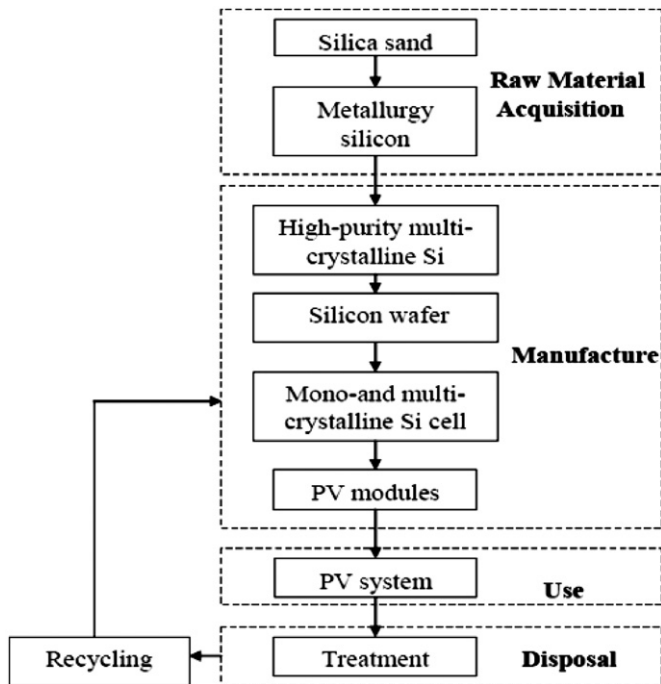 Silica sand
Raw Material
Acquisition
Metallurgy
silicon
High-purity multi-
crystalline Si
Silicon wafer
Manufacture
Mono-and multi-
crystalline Si cell
PV modules
PV system
Use
Recycling
Treatment
Disposal